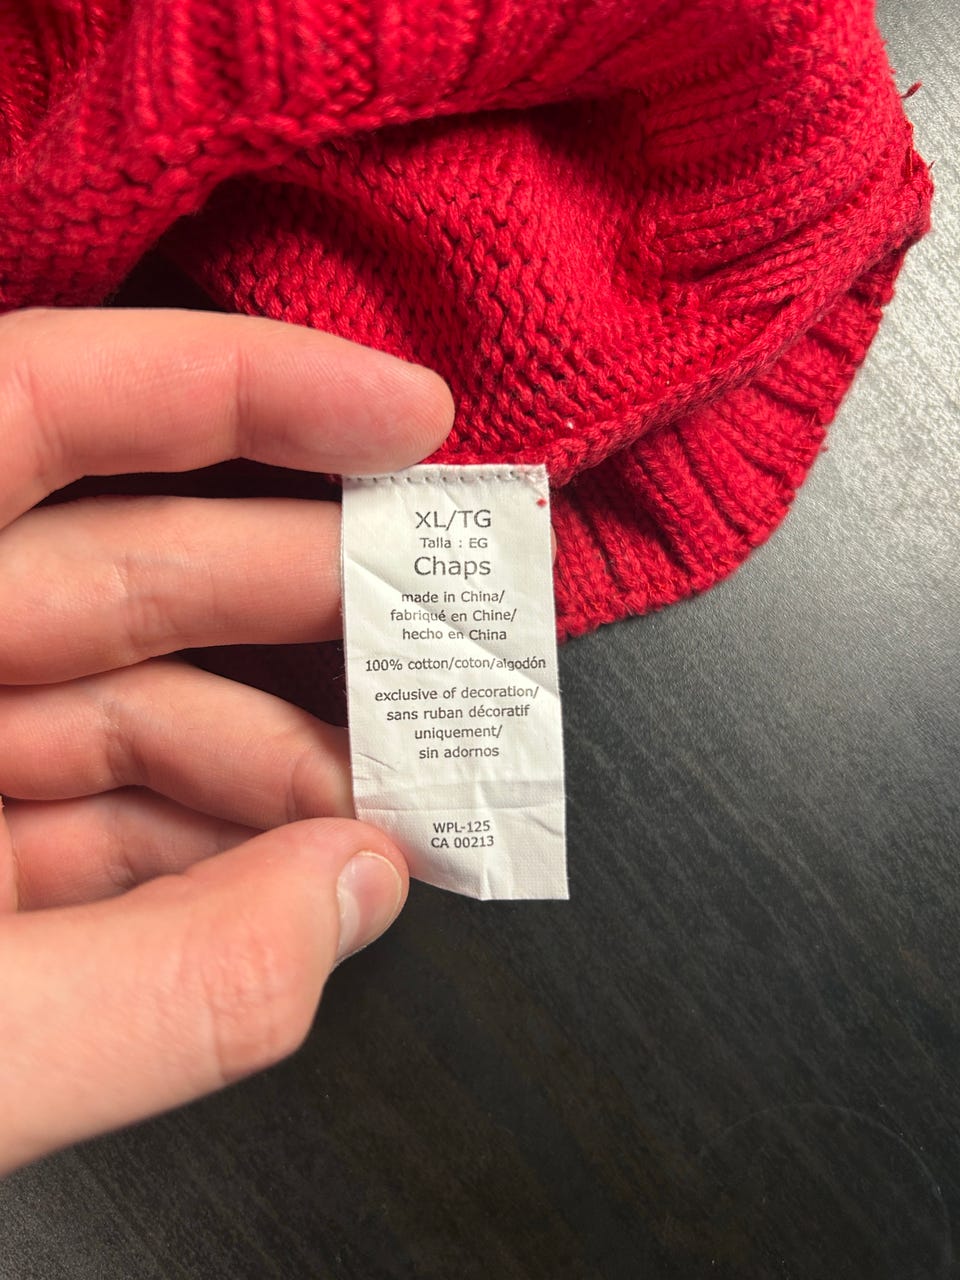 XL/TG
Talla : EG
Chaps
made in China/
fabriqué en Chine/
hecho en China
100% cotton/coton/algodón
exclusive of decoration/
sans ruban décoratif
uniquement/
sin adornos
WPL-125
CA 00213